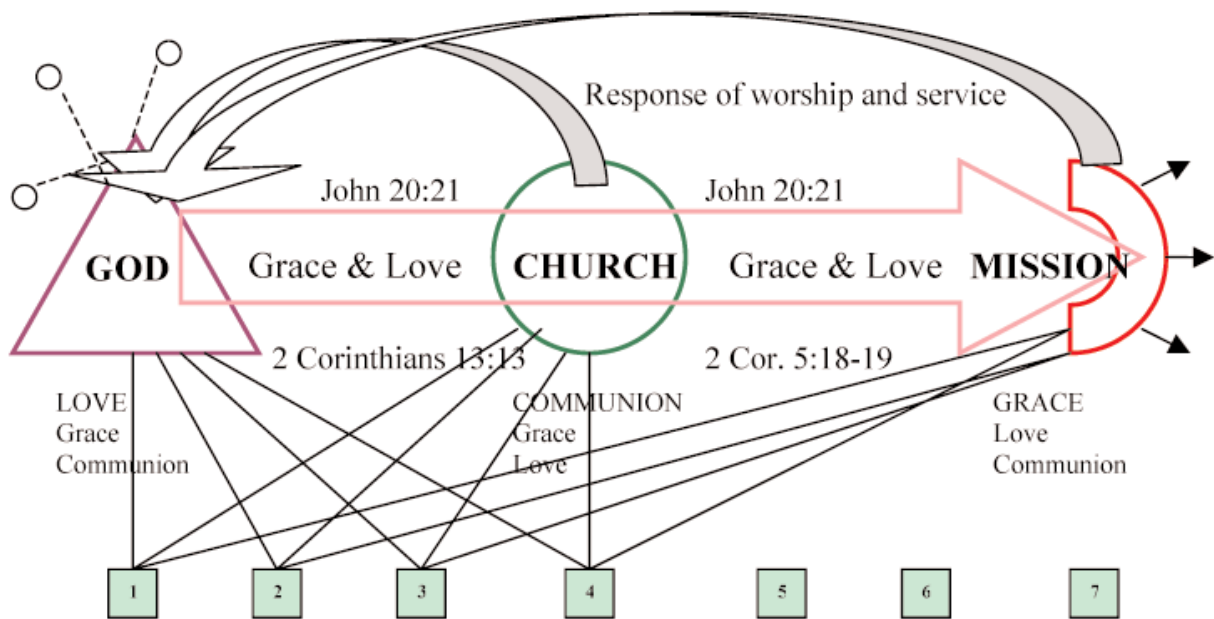 Response of worship and service
John 20:21
John 20:21
GOD
Grace & Love
CHURCH
Grace & Love
MISSION
2 Corinthians 13:13
2 Cor. 5:18-19
LOVE
Grace
Communion
COMMUNION
Grace
Love
GRACE
Love
Communion
1
2
3
4
5
6
7